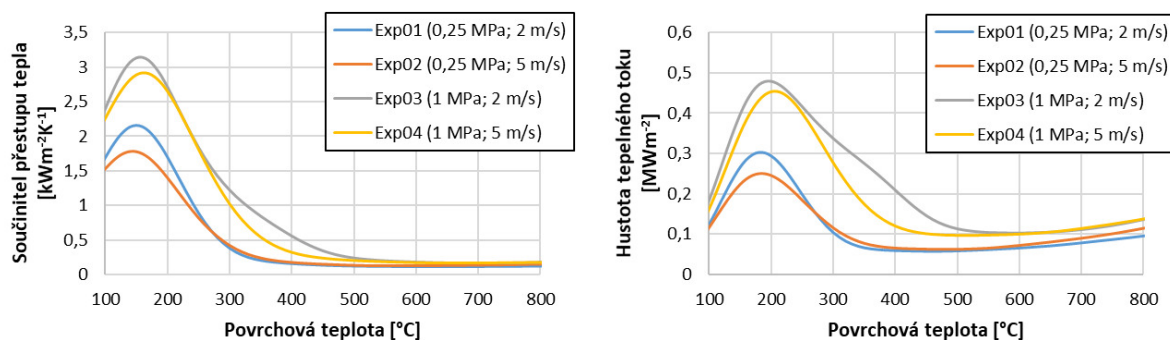 Součinitel přestupu tepla
[kWm⁻²K⁻¹]
3,5
3
2,5
2
1,5
1
0,5
0
100 200 300 400 500 600 700 800
Povrchová teplota [°C]
Exp01 (0,25 MPa; 2 m/s)
Exp02 (0,25 MPa; 5 m/s)
Exp03 (1 MPa; 2 m/s)
Exp04 (1 MPa; 5 m/s)
Hustota tepelného toku
[MWm⁻²]
0,6
0,5
0,4
0,3
0,2
0,1
0,0
100 200 300 400 500 600 700 800
Povrchová teplota [°C]
Exp01 (0,25 MPa; 2 m/s)
Exp02 (0,25 MPa; 5 m/s)
Exp03 (1 MPa; 2 m/s)
Exp04 (1 MPa; 5 m/s)